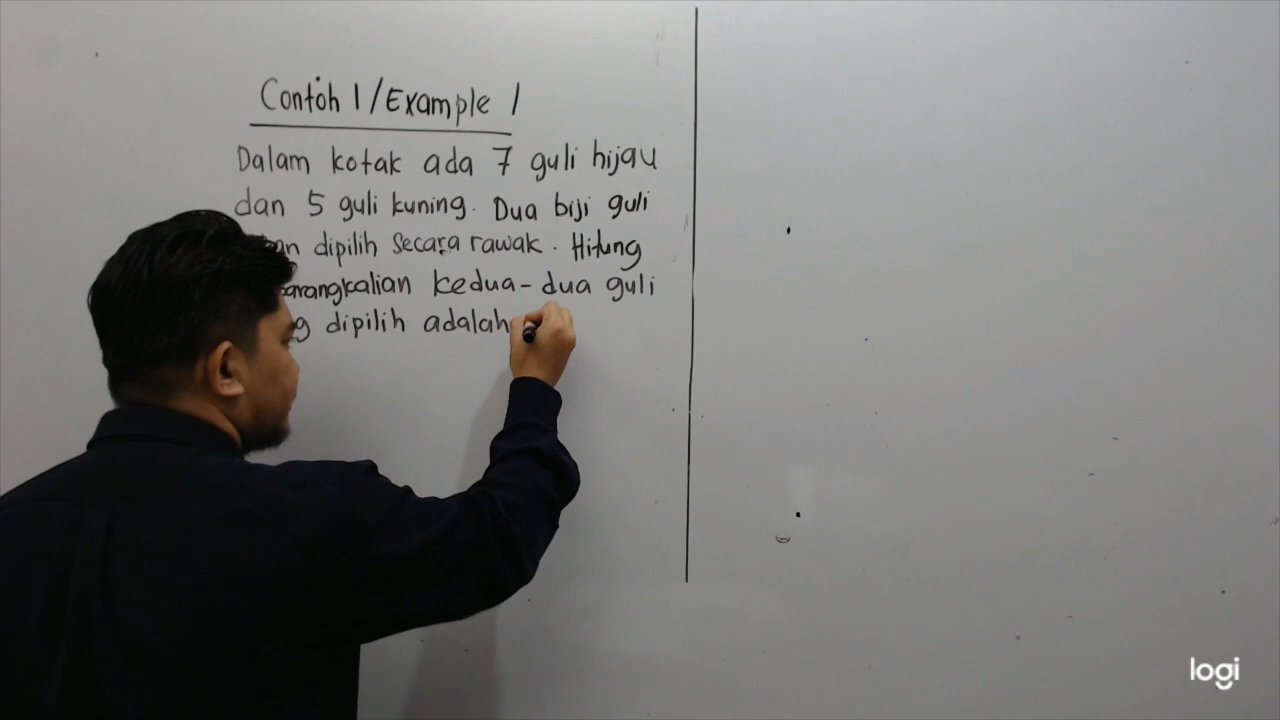 Contoh 1/Example 1
Dalam kotak ada 7 guli hijau
dan 5 guli kuning. Dua biji guli
dipilih secara rawak. Hitung
kedua-dua guli
dipilih adalah
logi